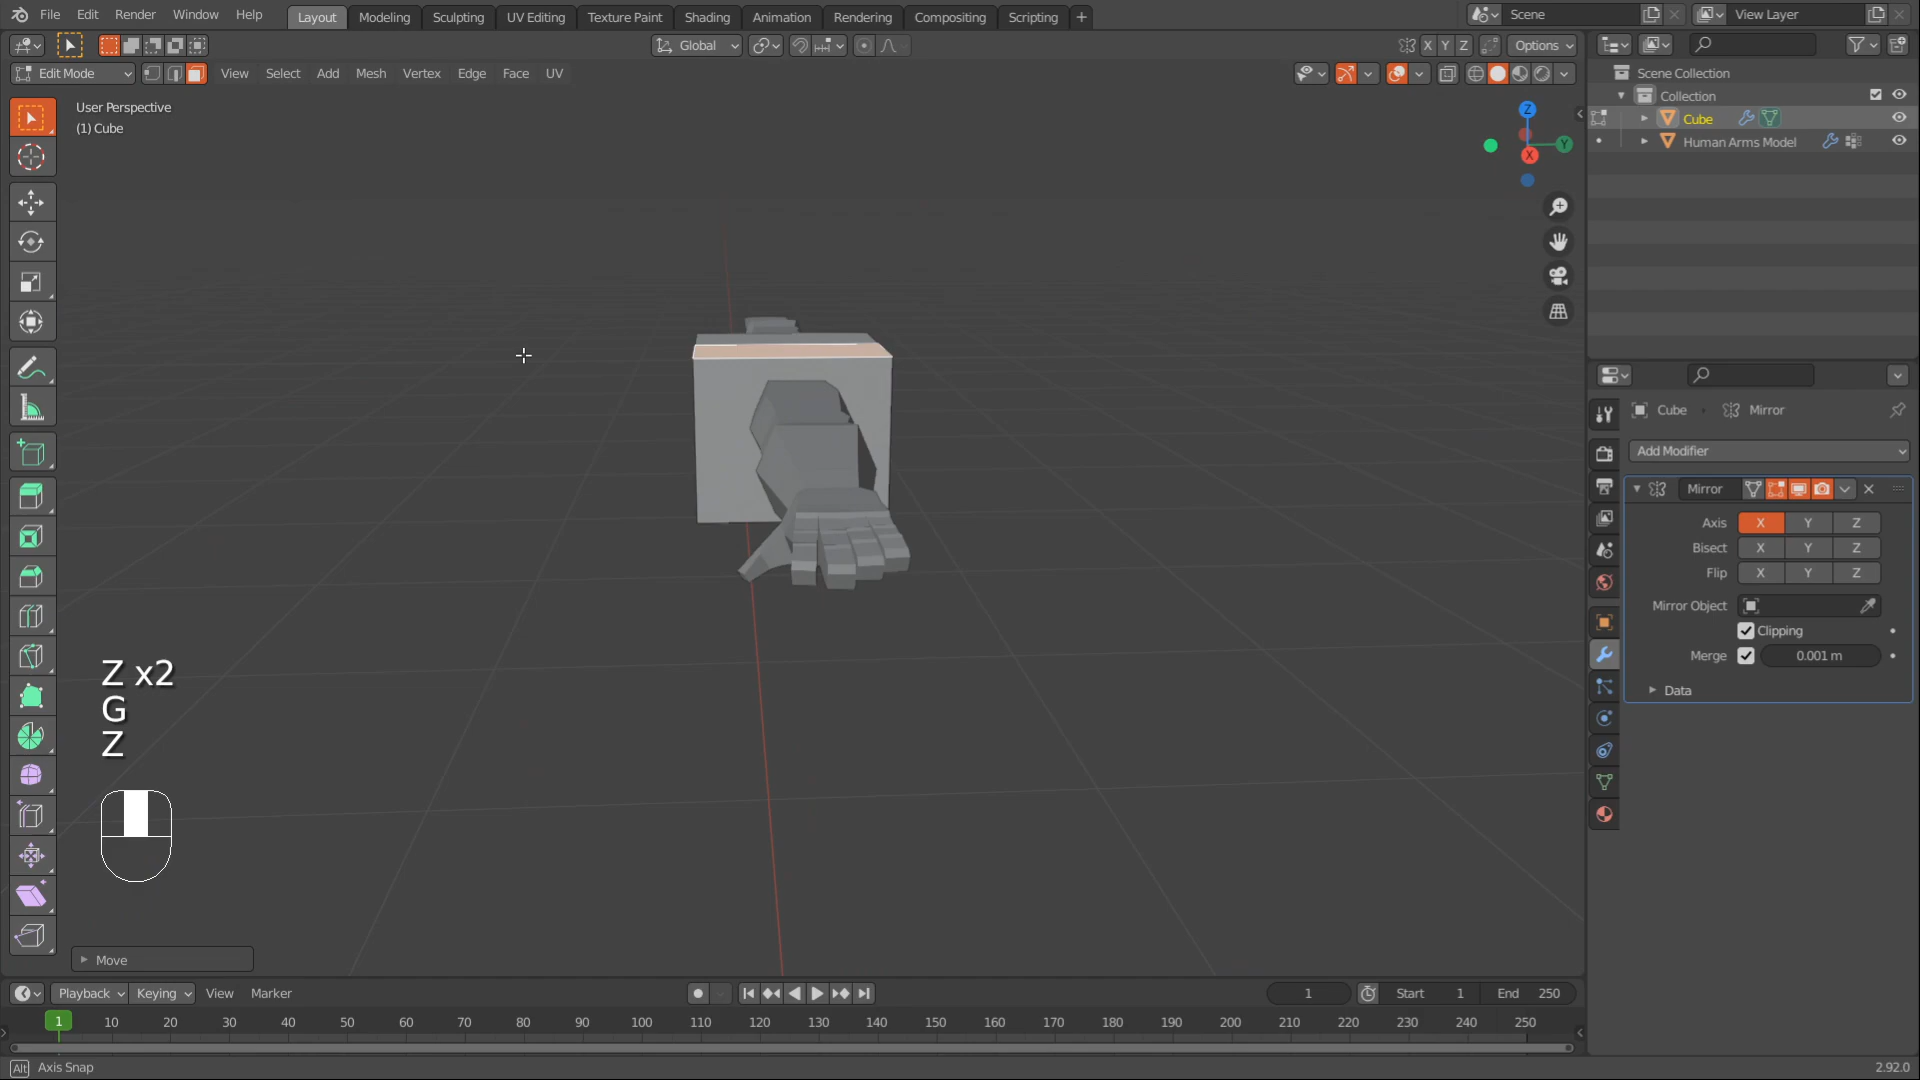 File Edit Render Window Help Layout Modeling Sculpting UV Editing Texture Paint Shading Animation Rendering Compositing Scripting + Scene View Layer
Global X Y Z Options
Edit Mode View Select Add Mesh Vertex Edge Face UV
User Perspective
(1) Cube
Z
Y
X
Scene Collection
Collection
Cube
Human Arms Model
Cube Mirror
Add Modifier
Mirror
Axis X Y Z
Bisect X Y Z
Flip X Y Z
Mirror Object
Clipping
Merge 0.001 m
Data
Z x2
G
Z
Move
Playback Keying View Marker 1 Start 1 End 250
1 10 20 30 40 50 60 70 80 90 100 110 120 130 140 150 160 170 180 190 200 210 220 230 240 250
Alt Axis Snap 2.92.0